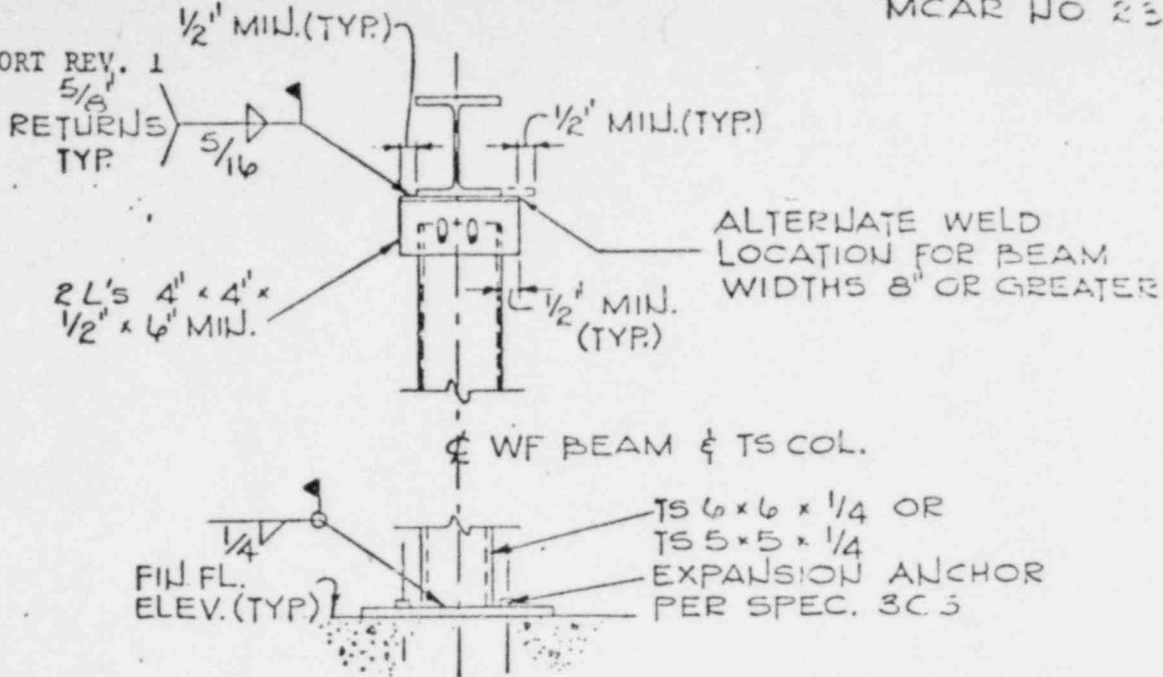 MCAR NO 23
ORT REV. 1
1/2" MIN.(TYP.)
5/8"
RETURNS
TYP.
5/16
1/2" MIN.(TYP.)
ALTERNATE WELD
LOCATION FOR BEAM
WIDTHS 8" OR GREATER
2 L's 4" x 4" x
1/2" x 6" MIN.
1/2" MIN.
(TYP.)
℄ WF BEAM & TS COL.
1/4
TS 6 x 6 x 1/4 OR
TS 5 x 5 x 1/4
EXPANSION ANCHOR
PER SPEC.
FIN. FL.
ELEV.(TYP.)